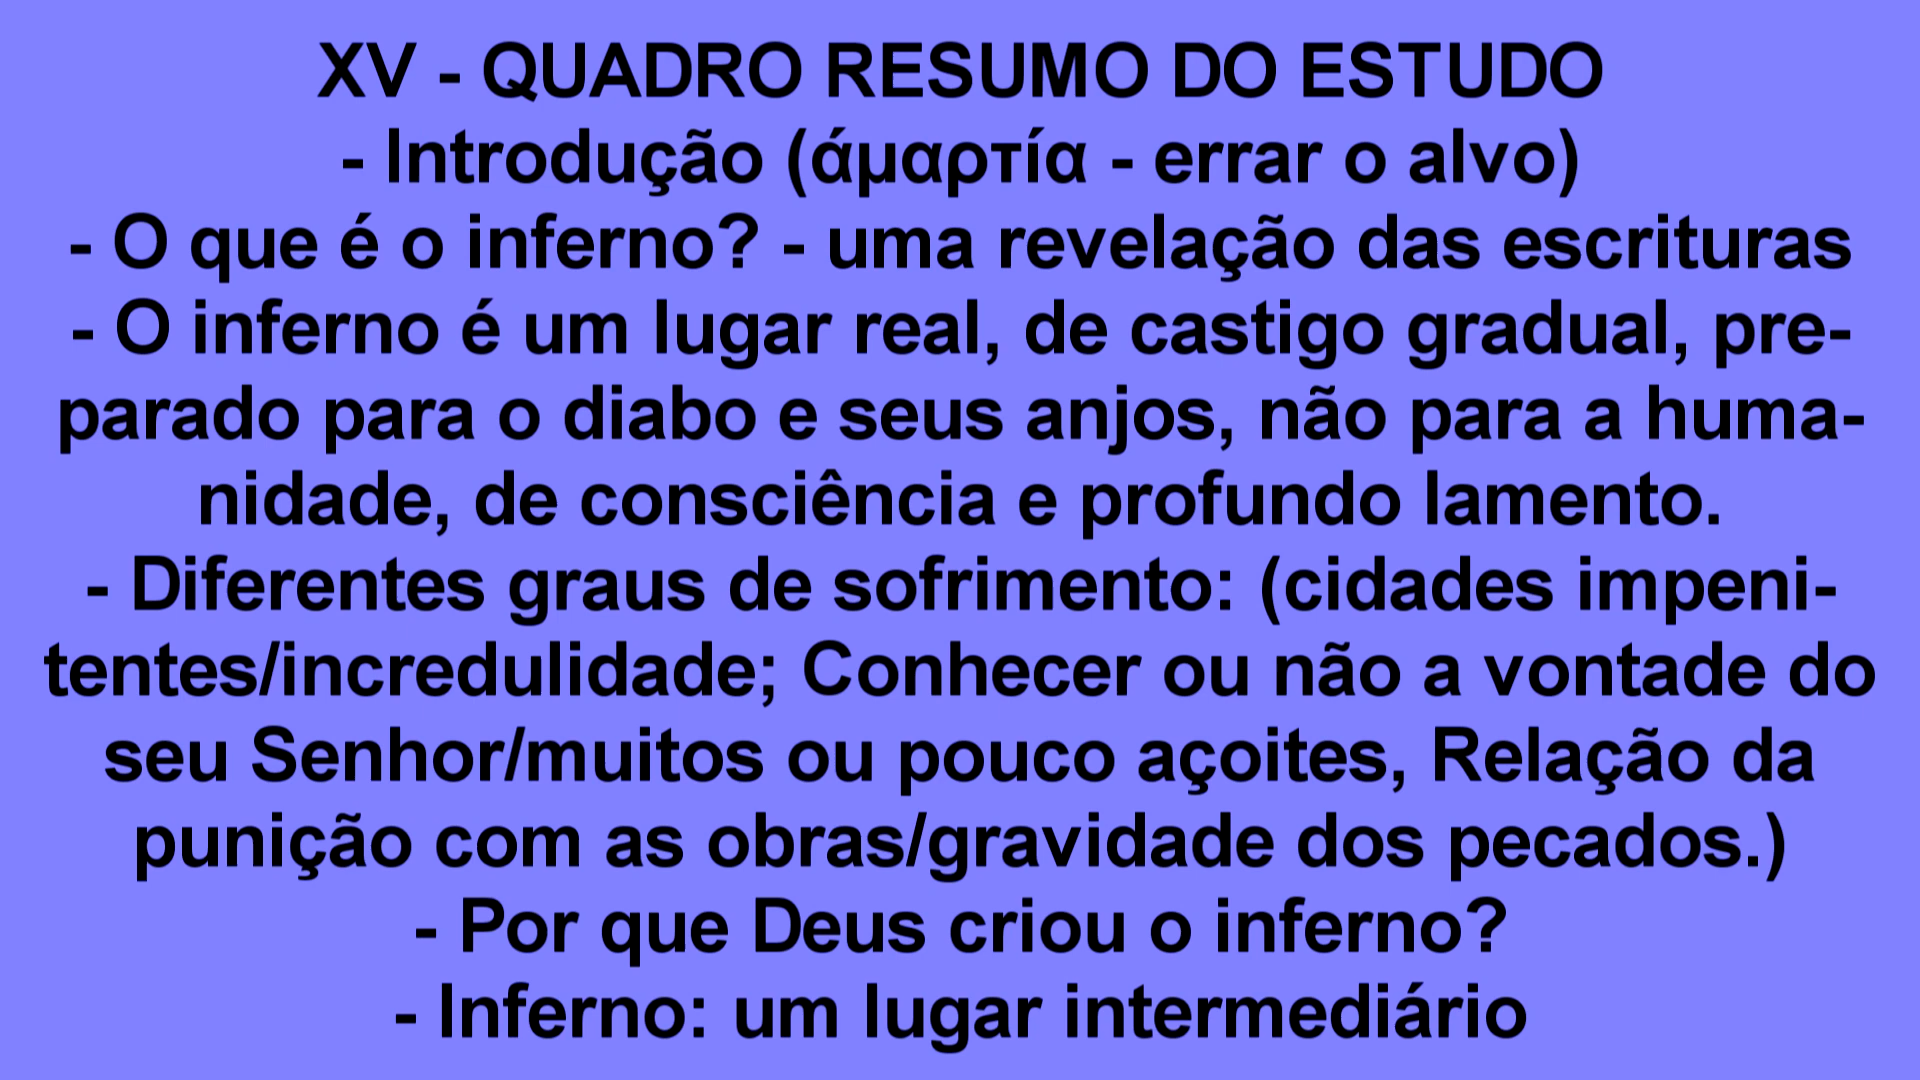 XV - QUADRO RESUMO DO ESTUDO
- Introdução (άμαρτία - errar o alvo)
- O que é o inferno? - uma revelação das escrituras
- O inferno é um lugar real, de castigo gradual, pre-
parado para o diabo e seus anjos, não para a huma-
nidade, de consciência e profundo lamento.
- Diferentes graus de sofrimento: (cidades impeni-
tentes/incredulidade; Conhecer ou não a vontade do
seu Senhor/muitos ou pouco açoites, Relação da
punição com as obras/gravidade dos pecados.)
- Por que Deus criou o inferno?
- Inferno: um lugar intermediário